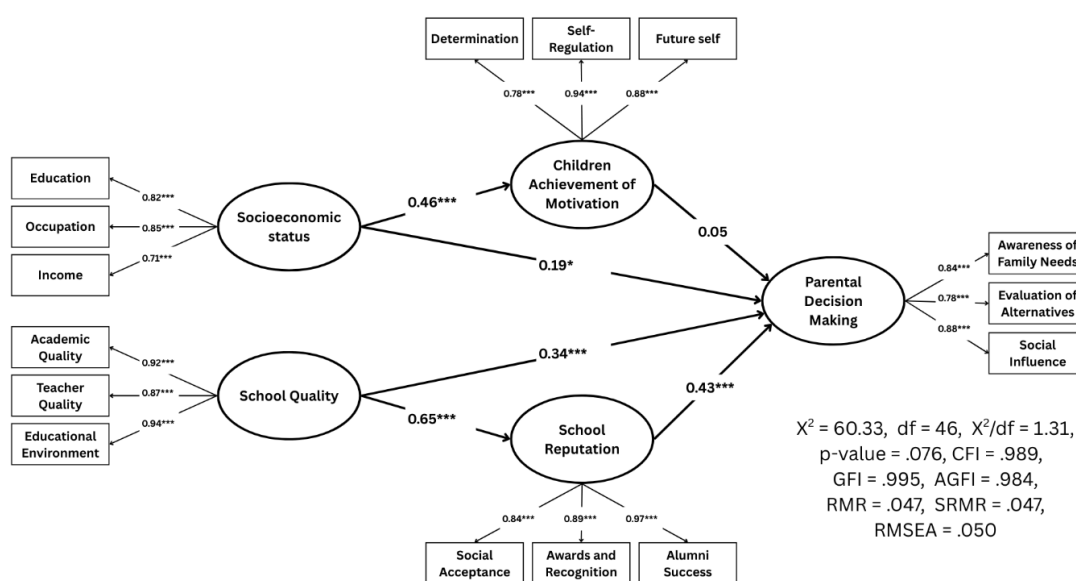 Determination
Self-
Regulation
Future self
0.78***
0.94***
0.88***
Children
Achievement of
Motivation
Education
Occupation
Income
0.82***
0.85***
0.71***
Socioeconomic
status
0.46***
0.19*
0.05
Academic
Quality
Teacher
Quality
Educational
Environment
0.92***
0.87***
0.94***
School Quality
0.34***
0.65***
0.43***
Parental
Decision
Making
0.84***
0.78***
0.88***
Awareness of
Family Needs
Evaluation of
Alternatives
Social
Influence
School
Reputation
0.84***
0.89***
0.97***
Social
Acceptance
Awards and
Recognition
Alumni
Success
X² = 60.33, df = 46, X²/df = 1.31,
p-value = .076, CFI = .989,
GFI = .995, AGFI = .984,
RMR = .047, SRMR = .047,
RMSEA = .050